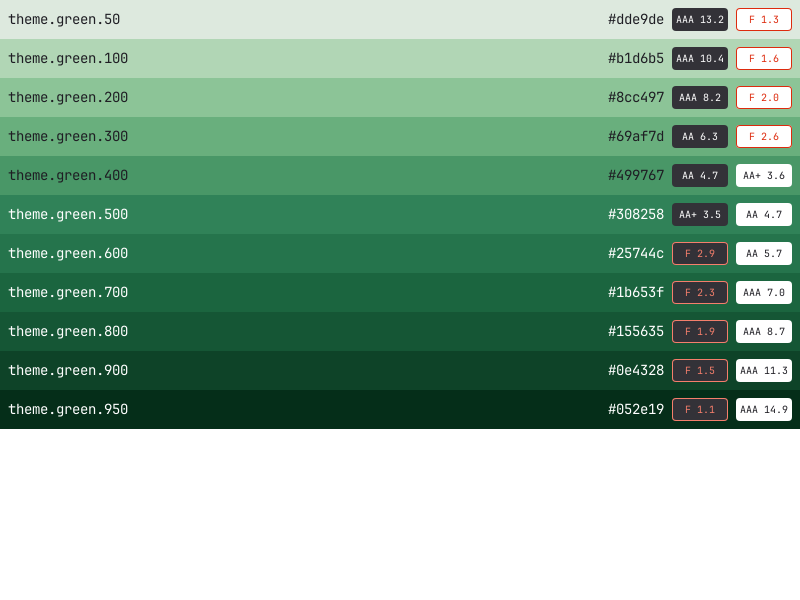 theme.green.50 #dde9de AAA 13.2 F 1.3
theme.green.100 #b1d6b5 AAA 10.4 F 1.6
theme.green.200 #8cc497 AAA 8.2 F 2.0
theme.green.300 #69af7d AA 6.3 F 2.6
theme.green.400 #499767 AA 4.7 AA+ 3.6
theme.green.500 #308258 AA+ 3.5 AA 4.7
theme.green.600 #25744c F 2.9 AA 5.7
theme.green.700 #1b653f F 2.3 AAA 7.0
theme.green.800 #155635 F 1.9 AAA 8.7
theme.green.900 #0e4328 F 1.5 AAA 11.3
theme.green.950 #052e19 F 1.1 AAA 14.9